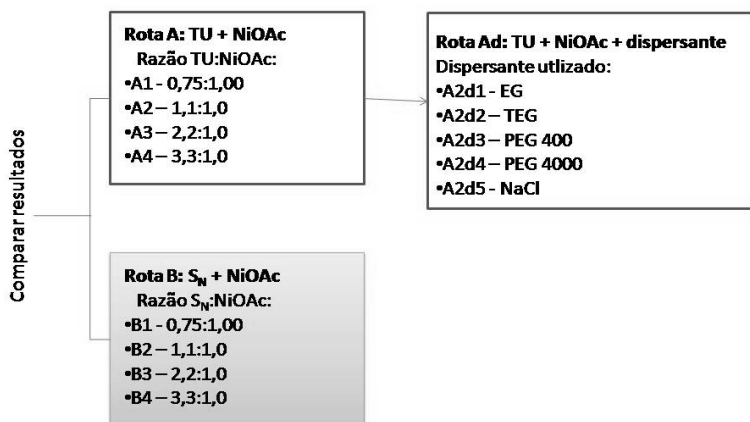 Comparar resultados
Rota A: TU + NiOAc
Razão TU:NiOAc:
•A1 - 0,75:1,00
•A2 – 1,1:1,0
•A3 – 2,2:1,0
•A4 – 3,3:1,0
Rota Ad: TU + NiOAc + dispersante
Dispersante utlizado:
•A2d1 - EG
•A2d2 – TEG
•A2d3 – PEG 400
•A2d4 – PEG 4000
•A2d5 - NaCl
Rota B: SN + NiOAc
Razão SN:NiOAc:
•B1 - 0,75:1,00
•B2 – 1,1:1,0
•B3 – 2,2:1,0
•B4 – 3,3:1,0